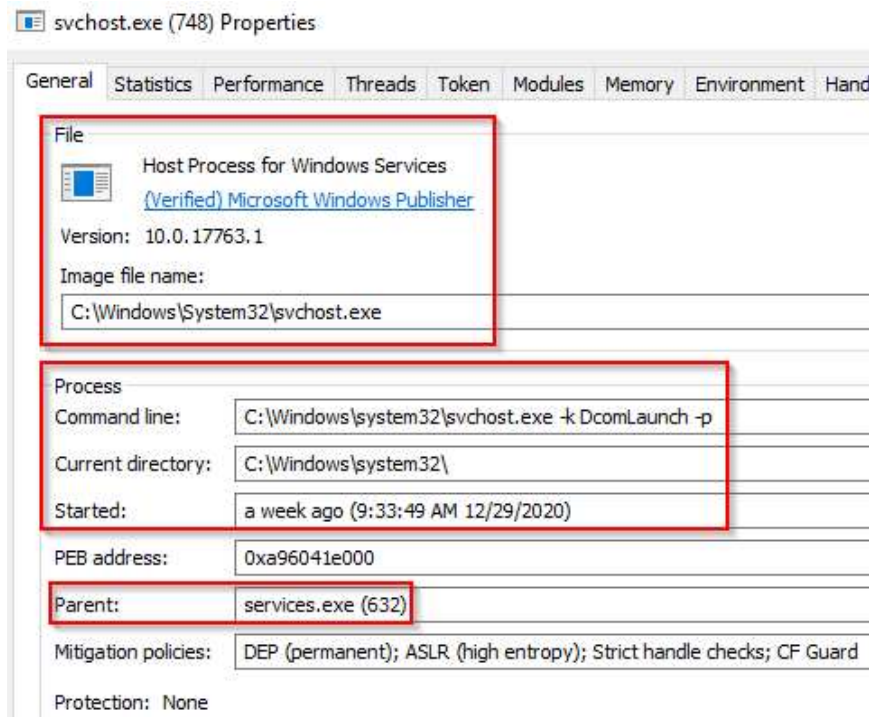 svchost.exe (748) Properties
General Statistics Performance Threads Token Modules Memory Environment Hand
File
Host Process for Windows Services
(Verified) Microsoft Windows Publisher
Version: 10.0.17763.1
Image file name:
C:\Windows\System32\svchost.exe
Process
Command line: C:\Windows\system32\svchost.exe -k DcomLaunch -p
Current directory: C:\Windows\system32\
Started: a week ago (9:33:49 AM 12/29/2020)
PEB address: 0xa96041e000
Parent: services.exe (632)
Mitigation policies: DEP (permanent); ASLR (high entropy); Strict handle checks; CF Guard
Protection: None